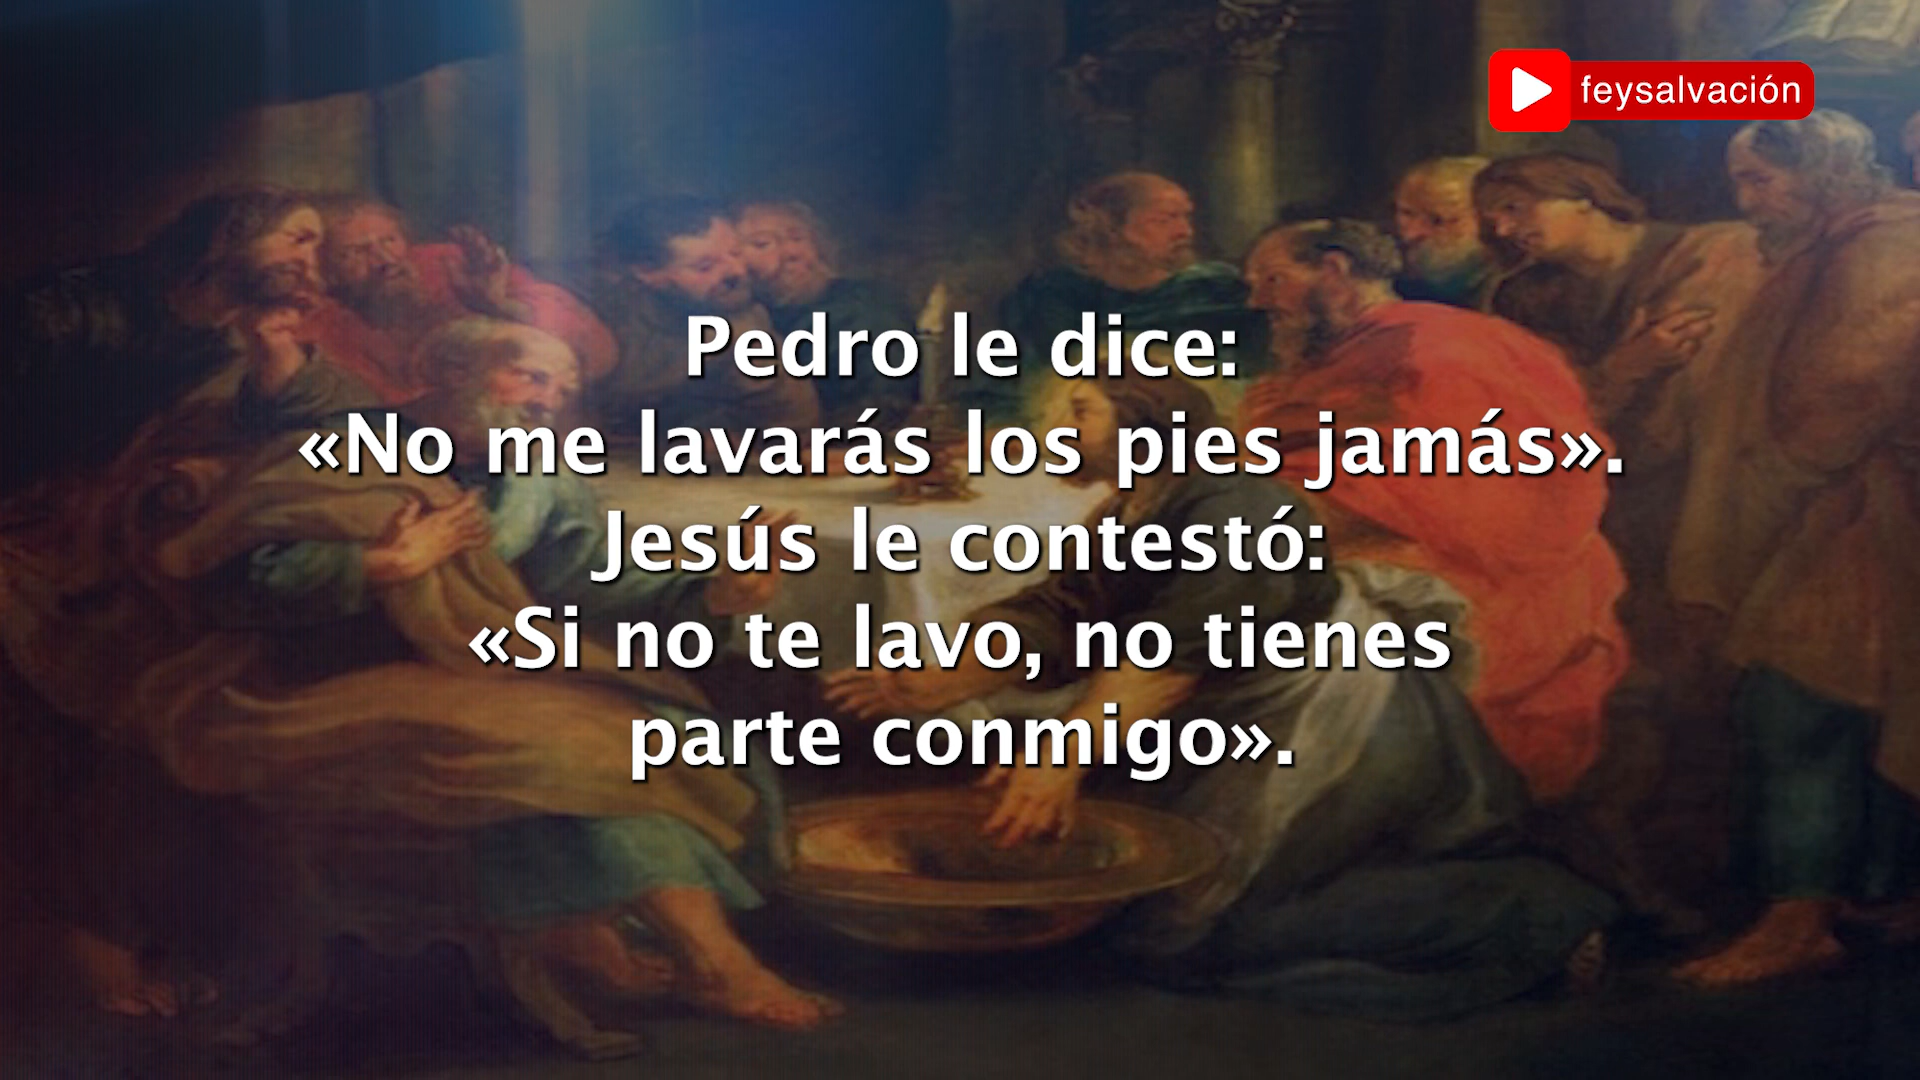 feysalvación
Pedro le dice:
«No me lavarás los pies jamás».
Jesús le contestó:
«Si no te lavo, no tienes
parte conmigo».